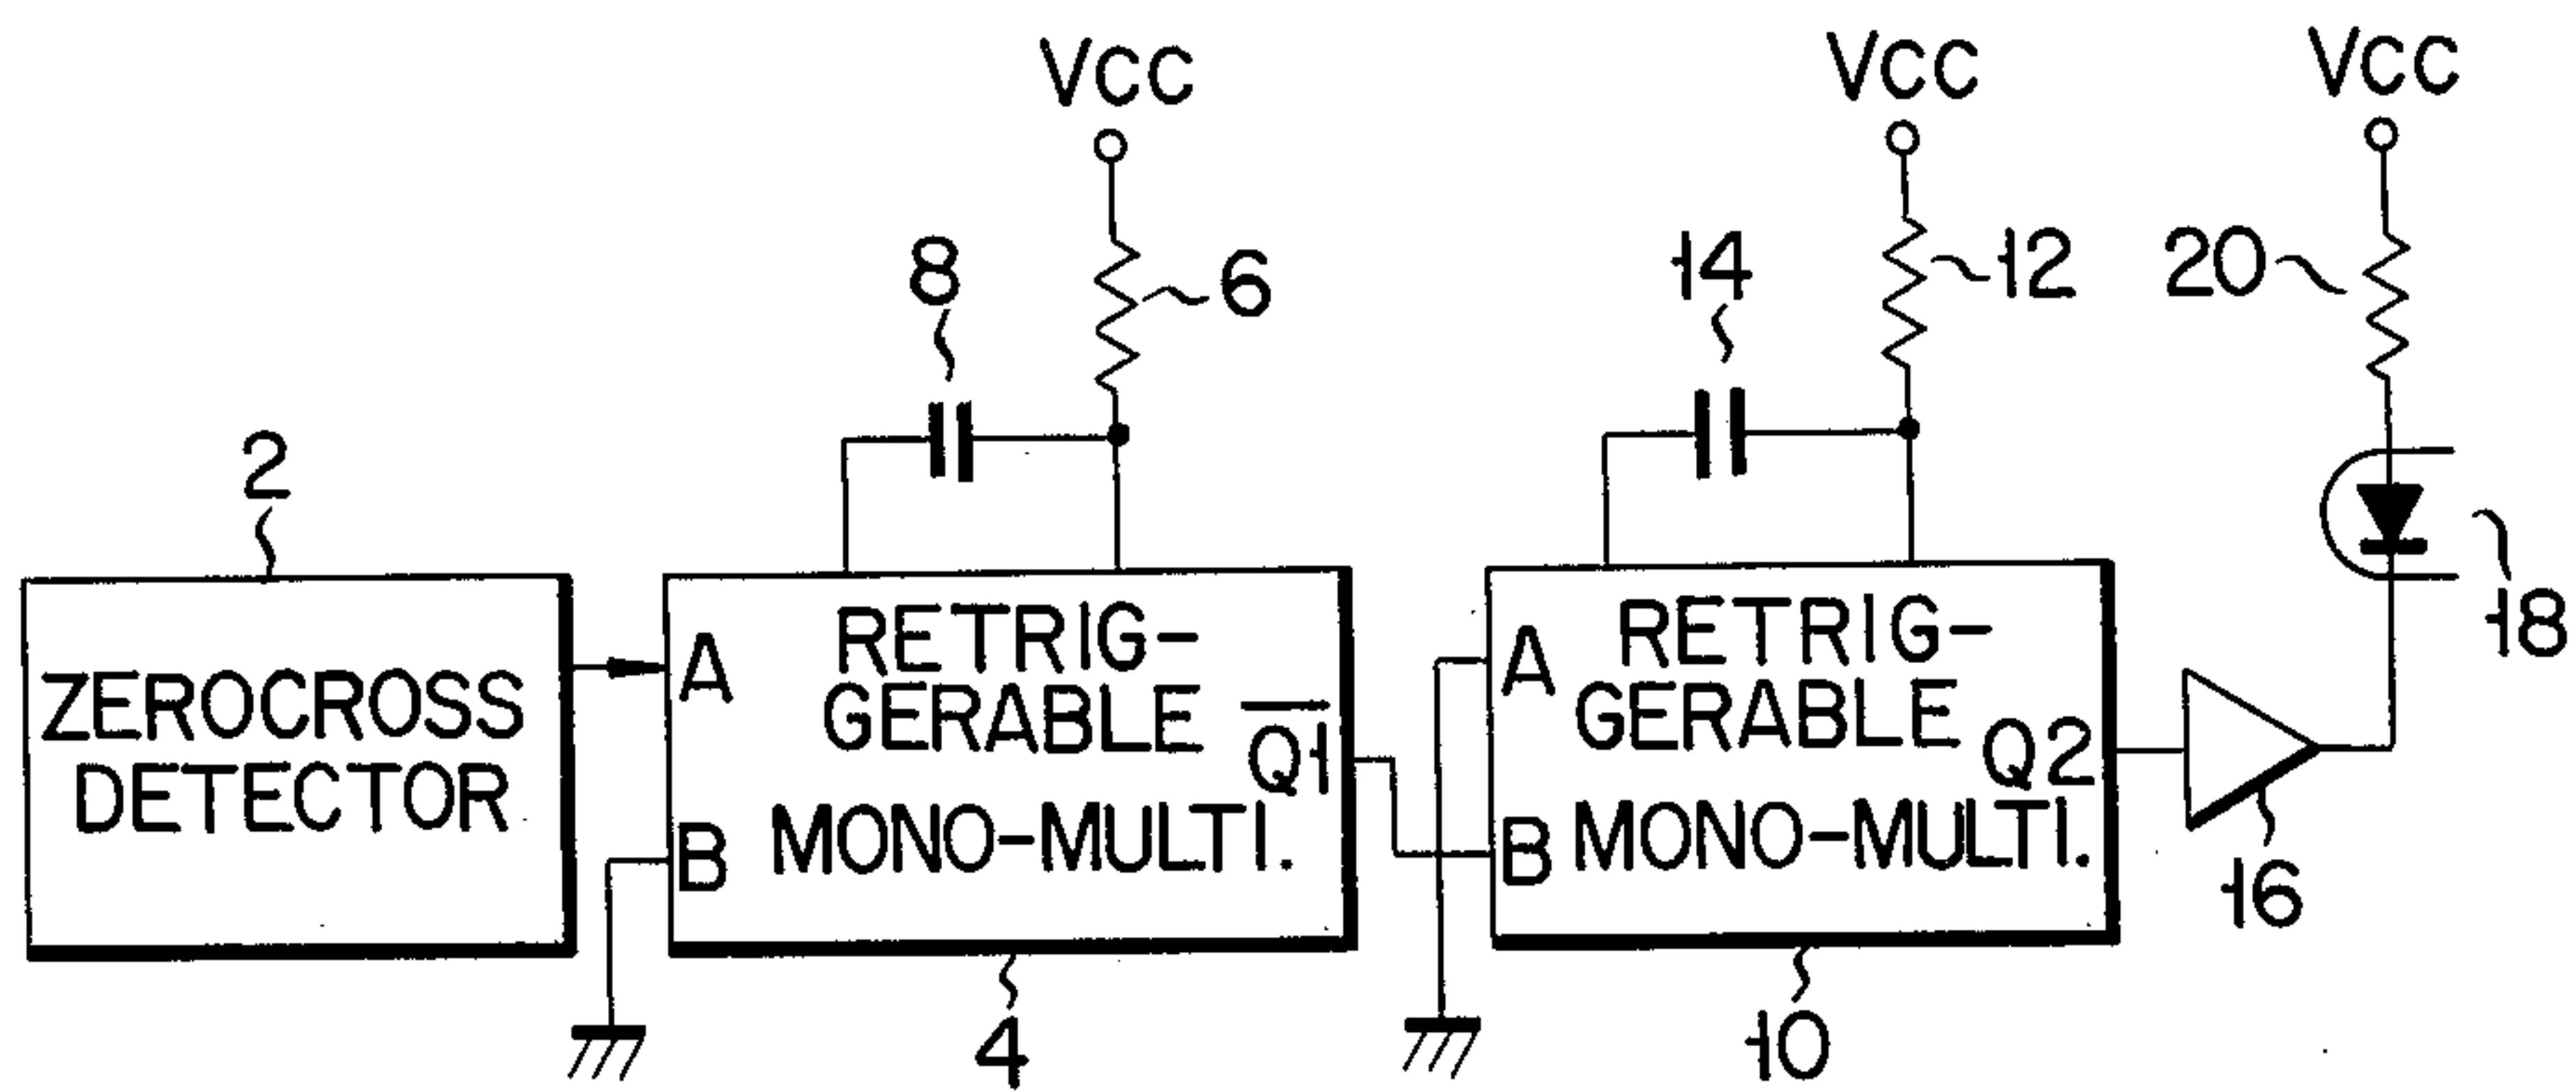 VCC
VCC
VCC
8
6
14
12
20
2
18
ZEROCROSS
DETECTOR
A
B
RETRIG-
GERABLE
MONO-MULTI.
Q̅1̅
4
A
B
RETRIG-
GERABLE
MONO-MULTI.
Q2
10
16